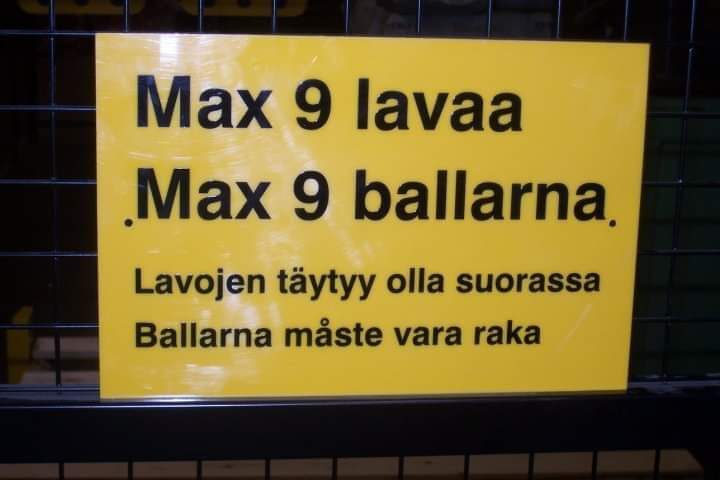 Max 9 lavaa
Max 9 ballarna
Lavojen täytyy olla suorassa
Ballarna måste vara raka